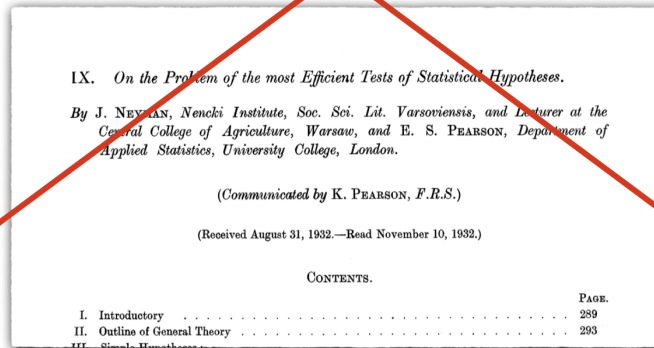 IX. On the Problem of the most Efficient Tests of Statistical Hypotheses.
By J. NEYMAN, Nencki Institute, Soc. Sci. Lit. Varsoviensis, and Lecturer at the
Central College of Agriculture, Warsaw, and E. S. PEARSON, Department of
Applied Statistics, University College, London.
(Communicated by K. PEARSON, F.R.S.)
(Received August 31, 1932.—Read November 10, 1932.)
CONTENTS.
PAGE.
I. Introductory . . . . . . . . . . . . . . . . . . . . . . . . . . . . 289
II. Outline of General Theory . . . . . . . . . . . . . . . . . . . . . . . . 293
III. Simple Hypotheses